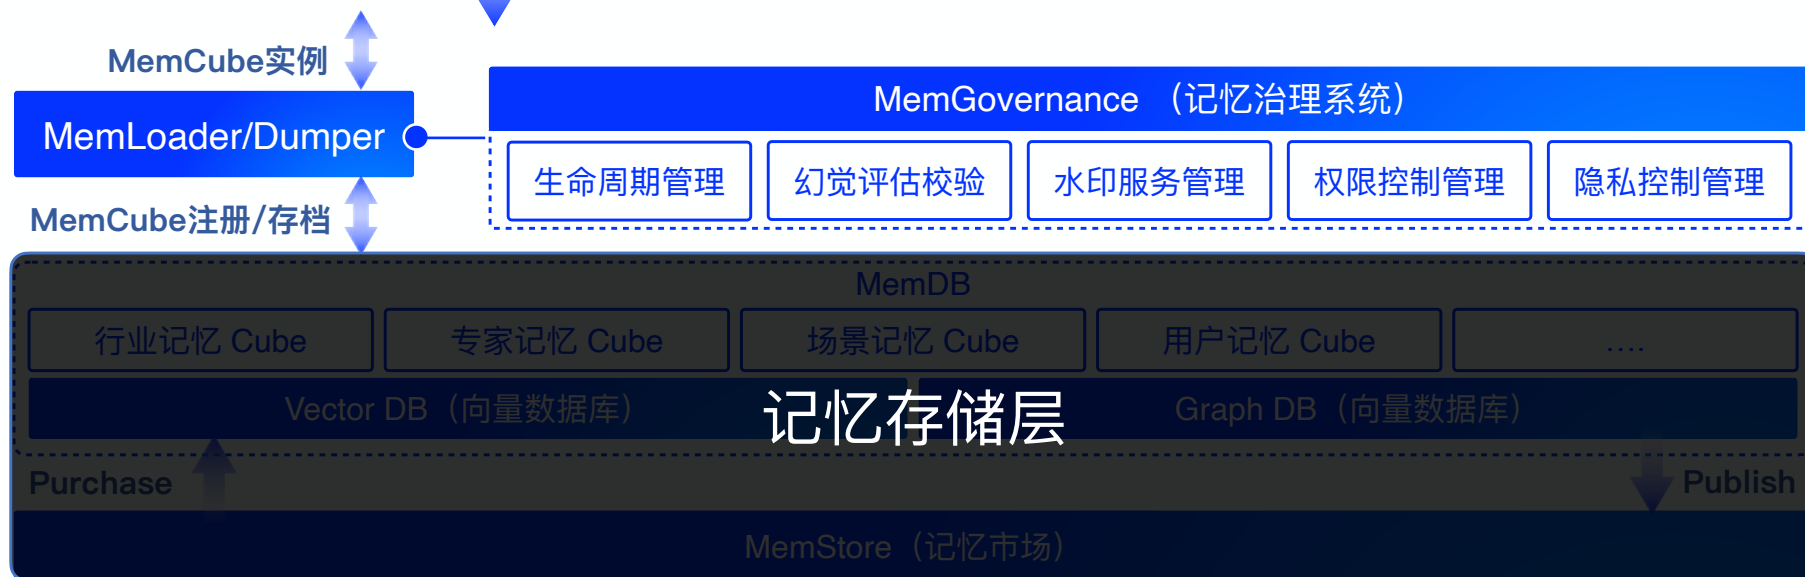 MemCube实例
MemLoader/Dumper
MemCube注册/存档
MemGovernance （记忆治理系统）
生命周期管理
幻觉评估校验
水印服务管理
权限控制管理
隐私控制管理
MemDB
行业记忆 Cube
专家记忆 Cube
场景记忆 Cube
用户记忆 Cube
....
Vector DB（向量数据库）
Graph DB（向量数据库）
记忆存储层
Purchase
Publish
MemStore（记忆市场）